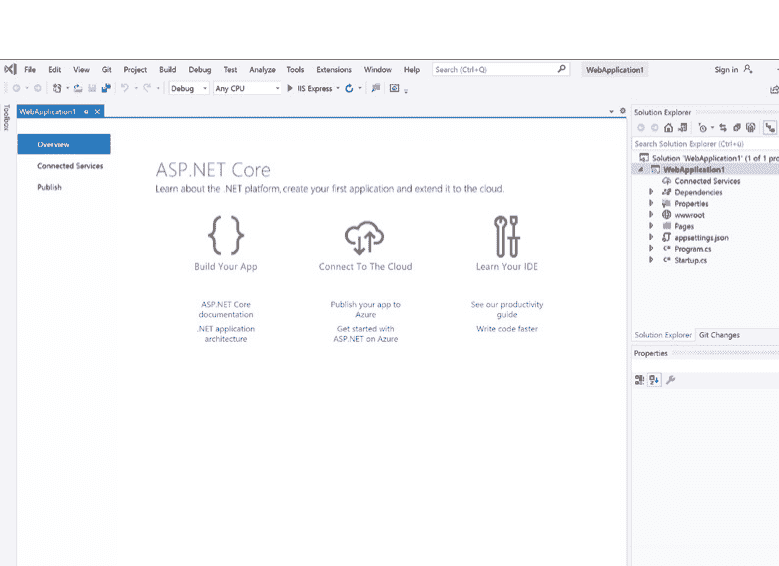 File Edit View Git Project Build Debug Test Analyze Tools Extensions Window Help Search (Ctrl+Q) WebApplication1 Sign in
Debug Any CPU IIS Express
Toolbox
WebApplication1
Overview
Connected Services
Publish
ASP.NET Core
Learn about the .NET platform, create your first application and extend it to the cloud.
Build Your App
ASP.NET Core
documentation
.NET application
architecture
Connect To The Cloud
Publish your app to
Azure
Get started with
ASP.NET on Azure
Learn Your IDE
See our productivity
guide
Write code faster
Solution Explorer
Search Solution Explorer (Ctrl+ù)
Solution 'WebApplication1' (1 of 1 pro
WebApplication1
Connected Services
Dependencies
Properties
wwwroot
Pages
appsettings.json
C# Program.cs
C# Startup.cs
Solution Explorer Git Changes
Properties